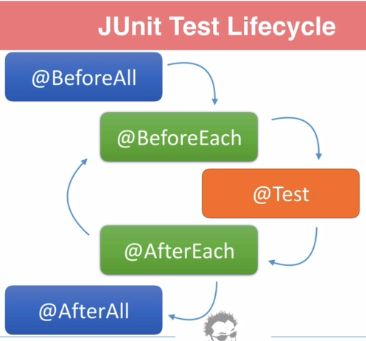 JUnit Test Lifecycle
@BeforeAll
@BeforeEach
@Test
@AfterEach
@AfterAll